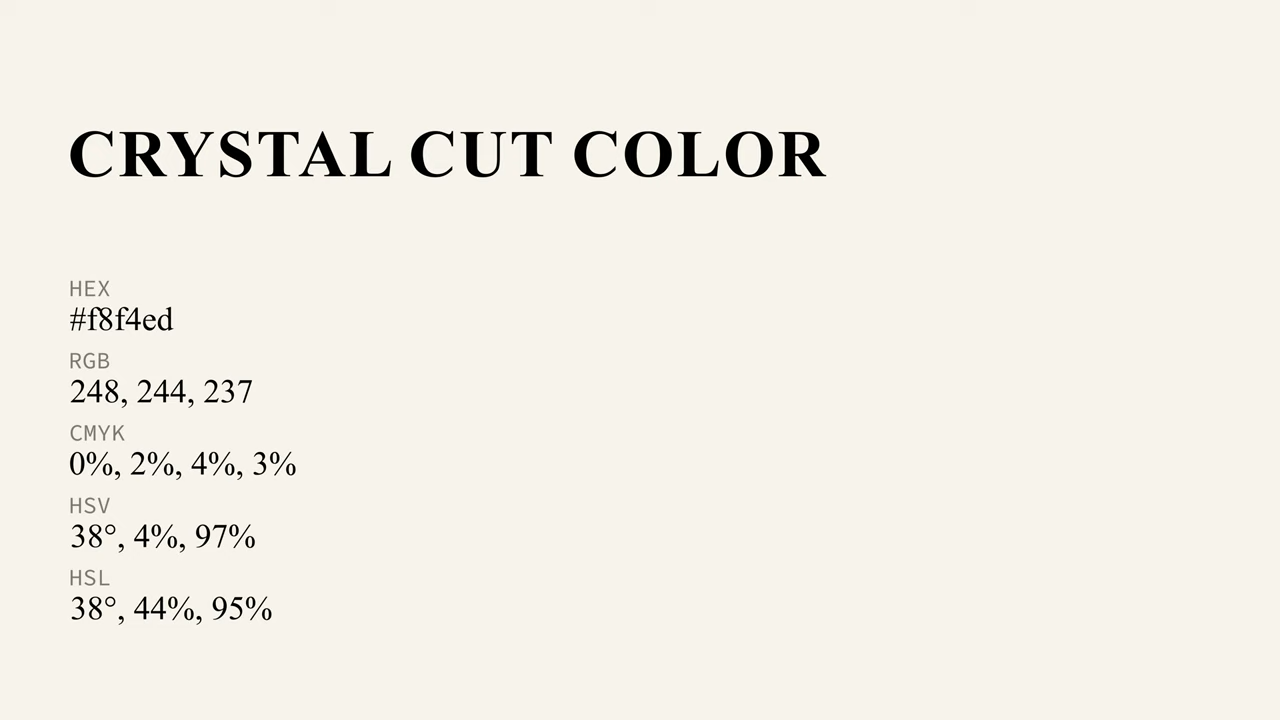 CRYSTAL CUT COLOR
HEX
#f8f4ed
RGB
248, 244, 237
CMYK
0%, 2%, 4%, 3%
HSV
38°, 4%, 97%
HSL
38°, 44%, 95%